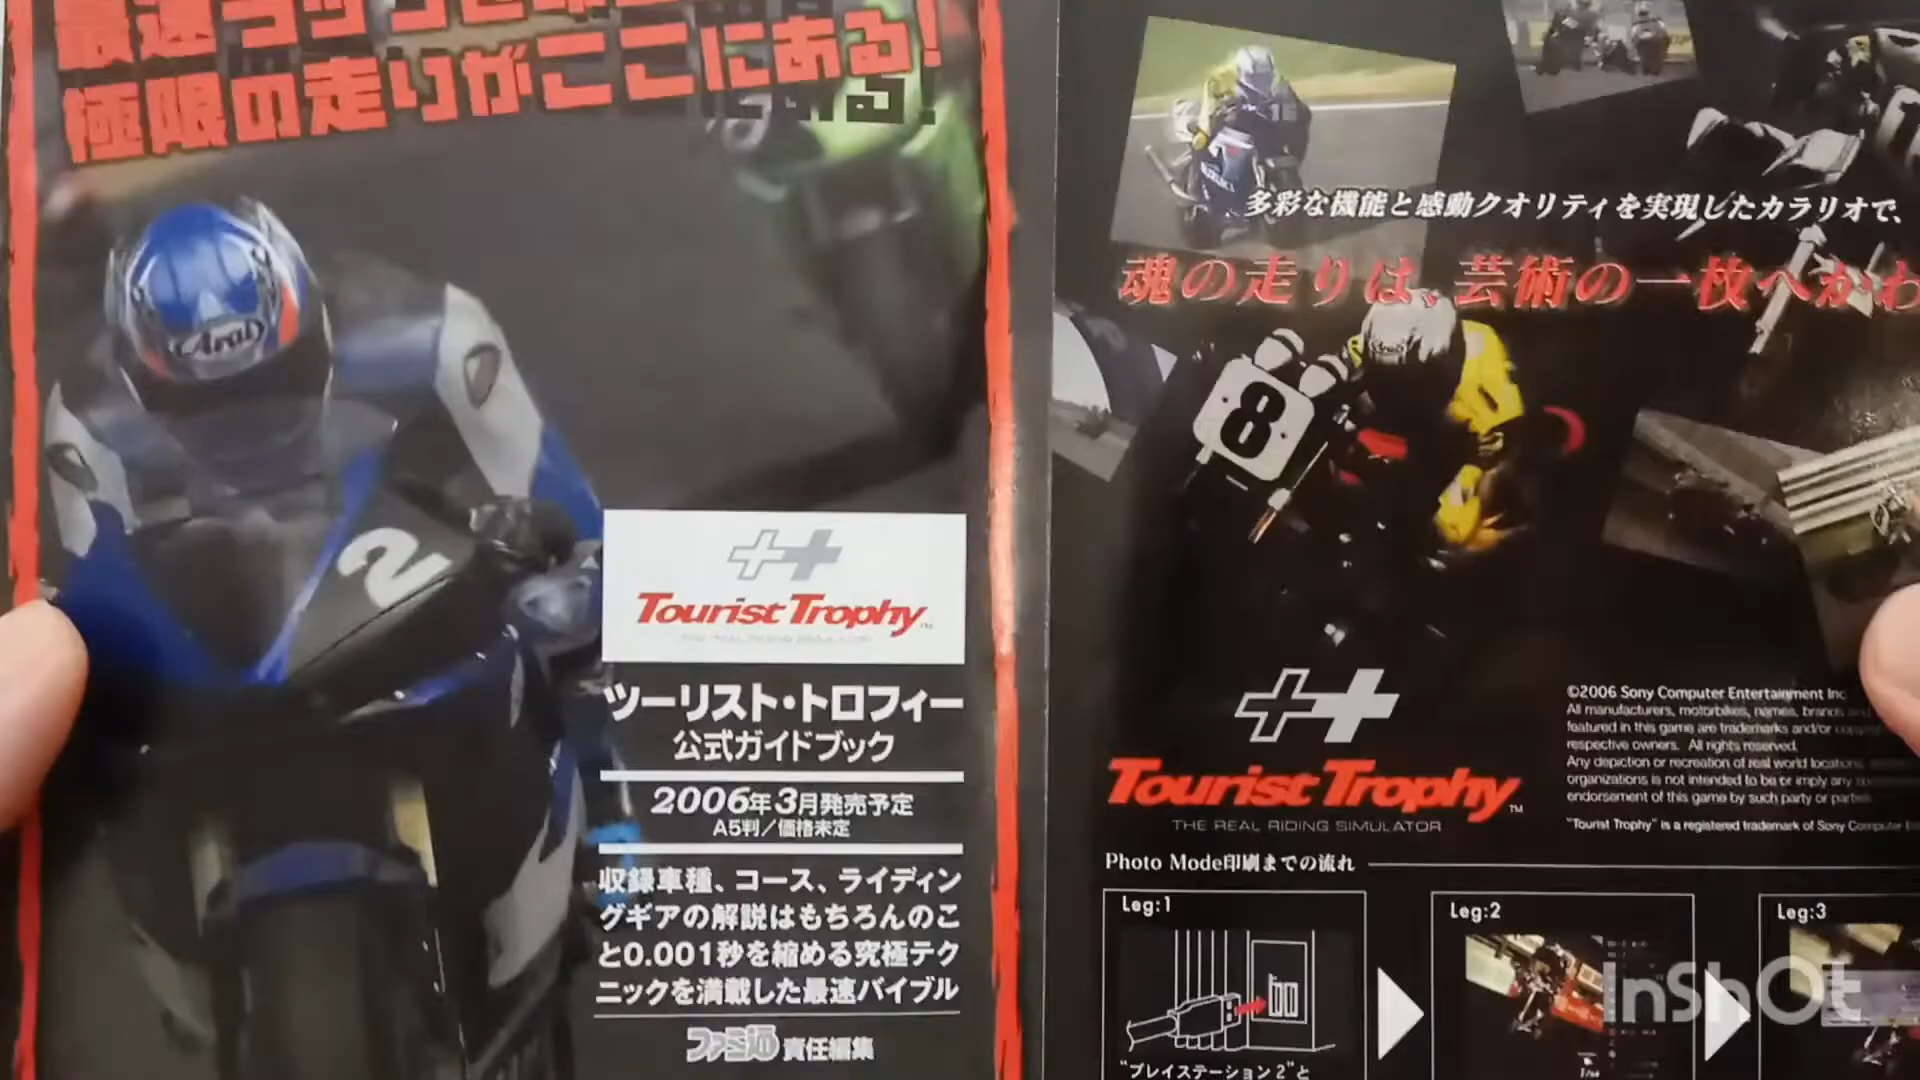 極限の走りがここにある!
Arai
2
Tourist Trophy™
ツーリスト・トロフィー
公式ガイドブック
2006年3月発売予定
A5判/価格未定
収録車種、コース、ライディン
グギアの解説はもちろんのこ
と0.001秒を縮める究極テク
ニックを満載した最速バイブル
ファミ通 責任編集
12
SUZUKI
多彩な機能と感動クオリティを実現したカラリオで、
魂の走りは、芸術の一枚へかわ
Arai
8
Tourist Trophy™
THE REAL RIDING SIMULATOR
©2006 Sony Computer Entertainment Inc
All manufacturers, motorbikes, names, brands and
featured in this game are trademarks and/or
respective owners. All rights reserved.
Any depiction or recreation of real world locations,
organizations is not intended to be or imply any
endorsement of this game by such party or parties.
"Tourist Trophy" is a registered trademark of Sony Computer
Photo Mode印刷までの流れ
Leg:1
Leg:2
Leg:3
"プレイステーション 2"と
InShOt